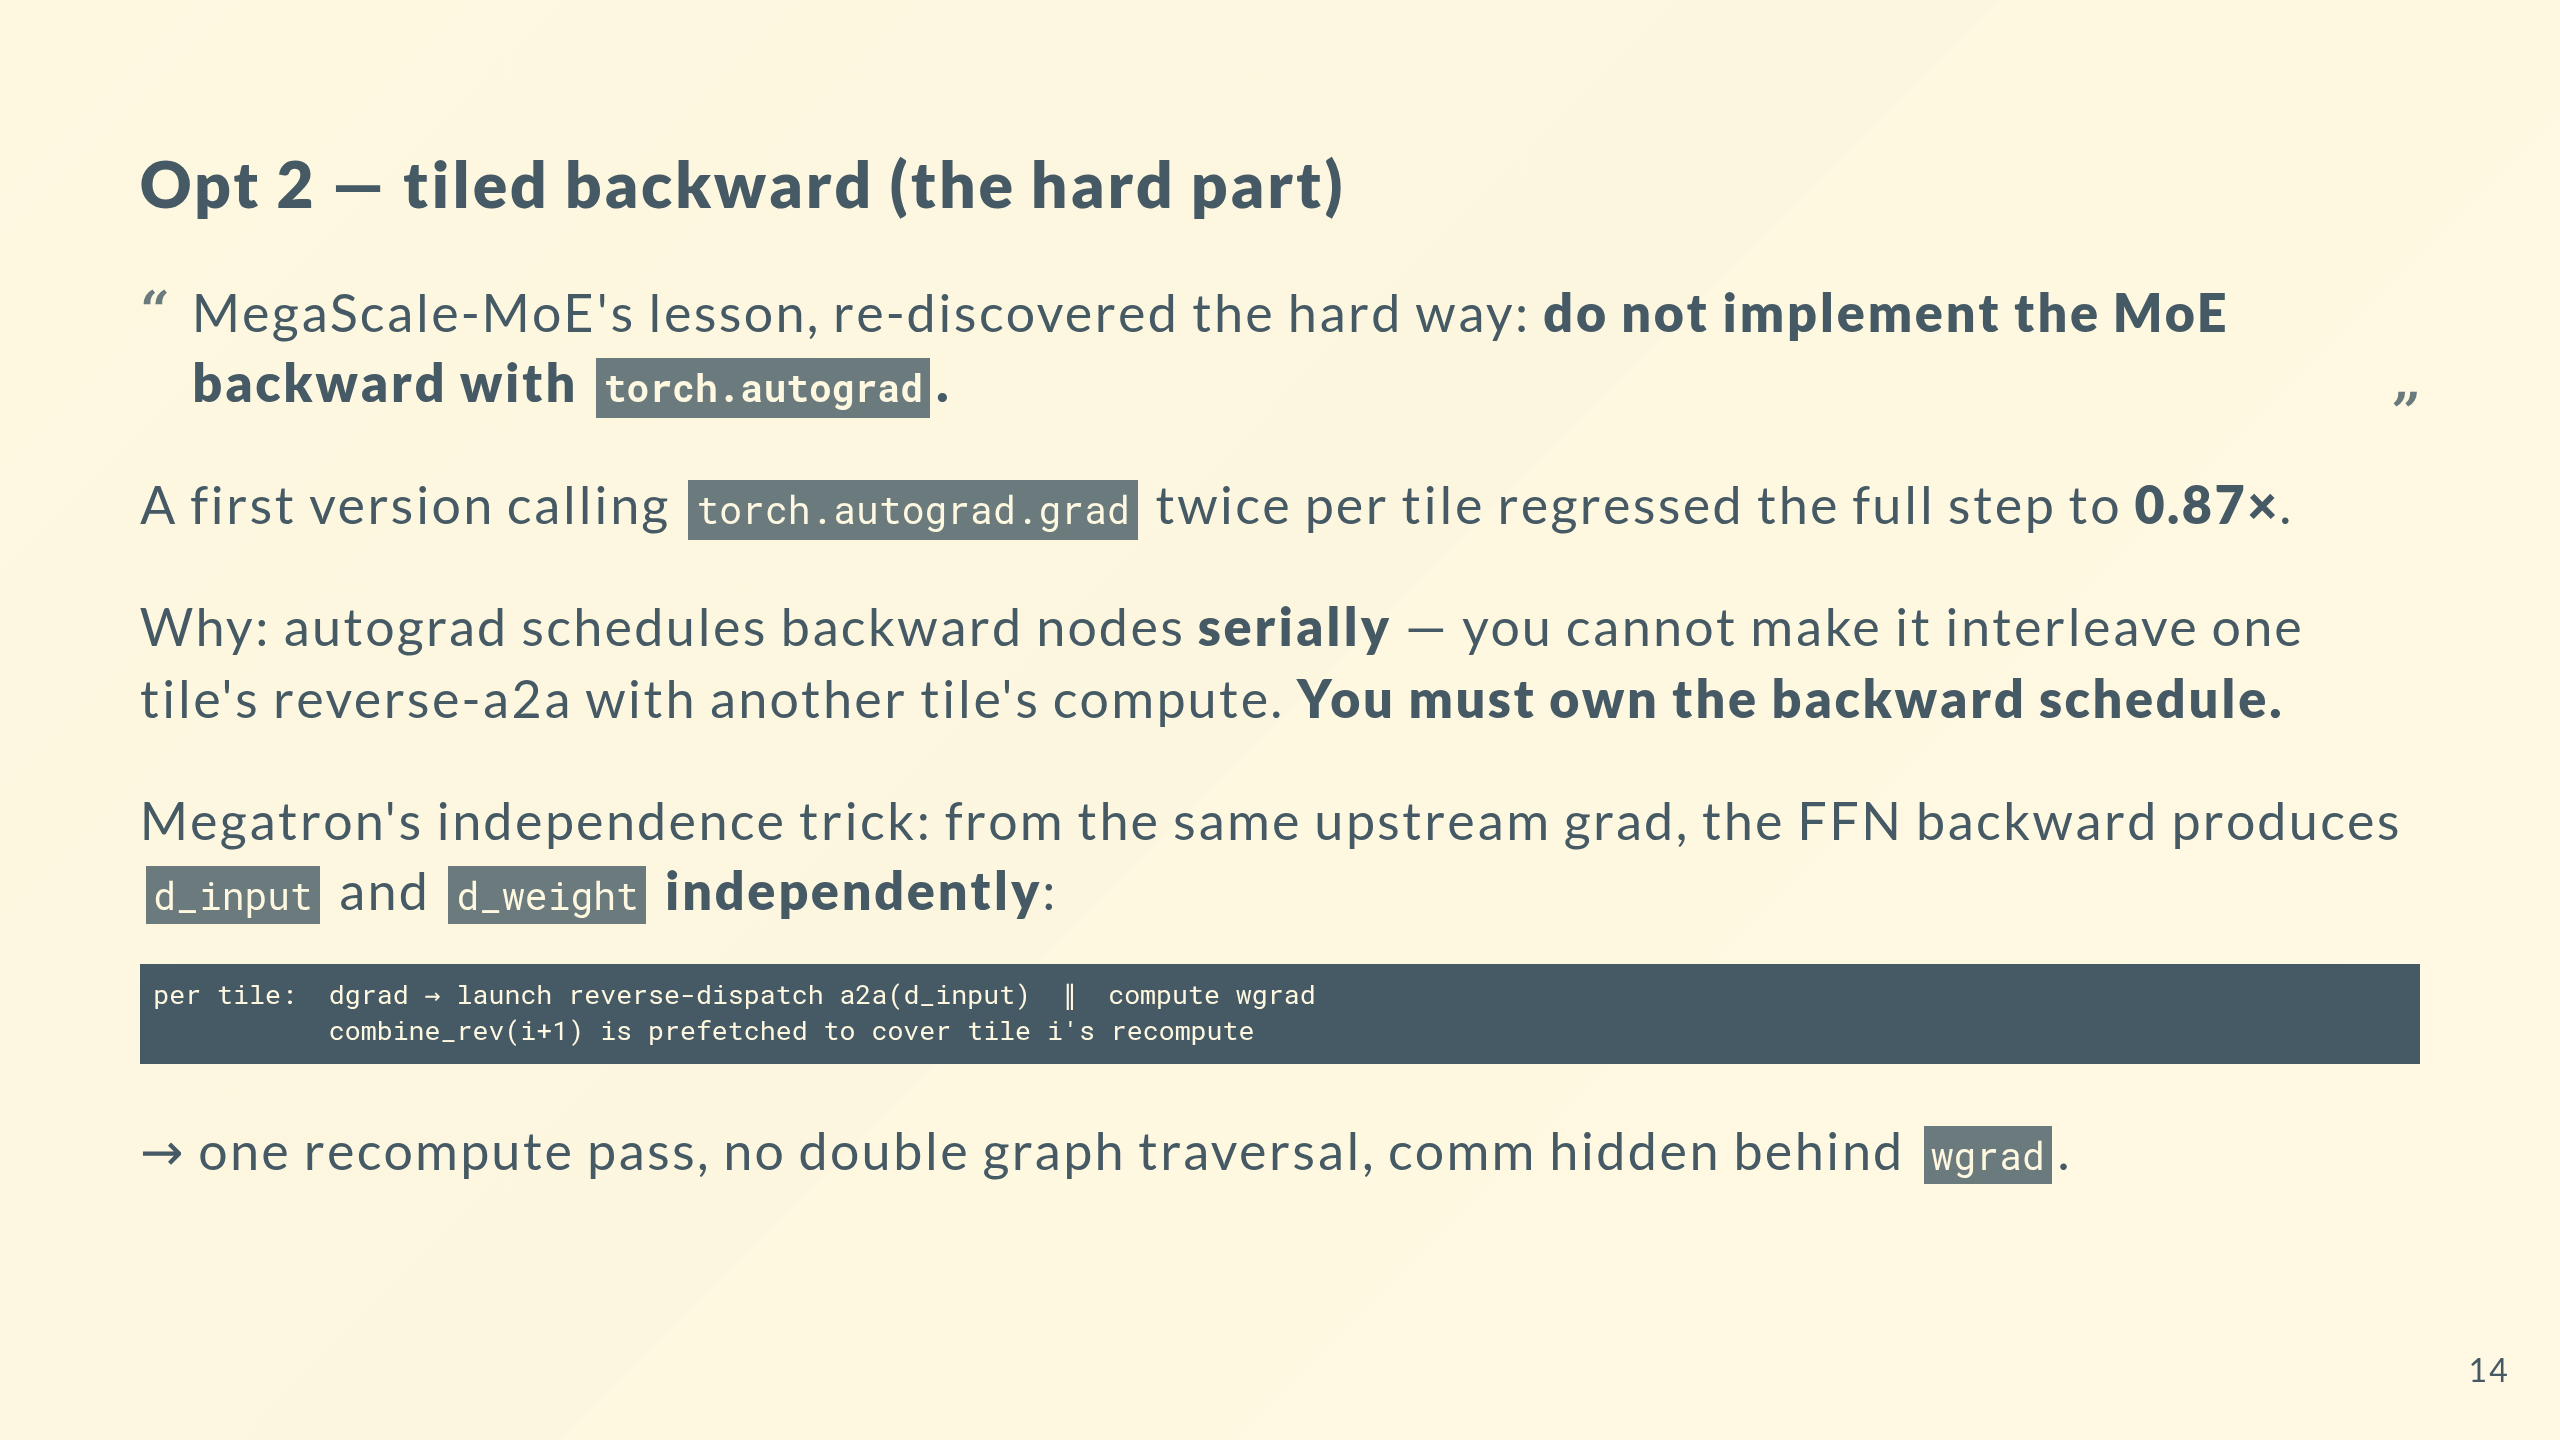 Opt 2 — tiled backward (the hard part)
“ MegaScale-MoE's lesson, re-discovered the hard way: do not implement the MoE
backward with torch.autograd. ”
A first version calling torch.autograd.grad twice per tile regressed the full step to 0.87×.
Why: autograd schedules backward nodes serially — you cannot make it interleave one
tile's reverse-a2a with another tile's compute. You must own the backward schedule.
Megatron's independence trick: from the same upstream grad, the FFN backward produces
d_input and d_weight independently:
per tile:  dgrad → launch reverse-dispatch a2a(d_input)  ‖  compute wgrad
combine_rev(i+1) is prefetched to cover tile i's recompute
→ one recompute pass, no double graph traversal, comm hidden behind wgrad.
14